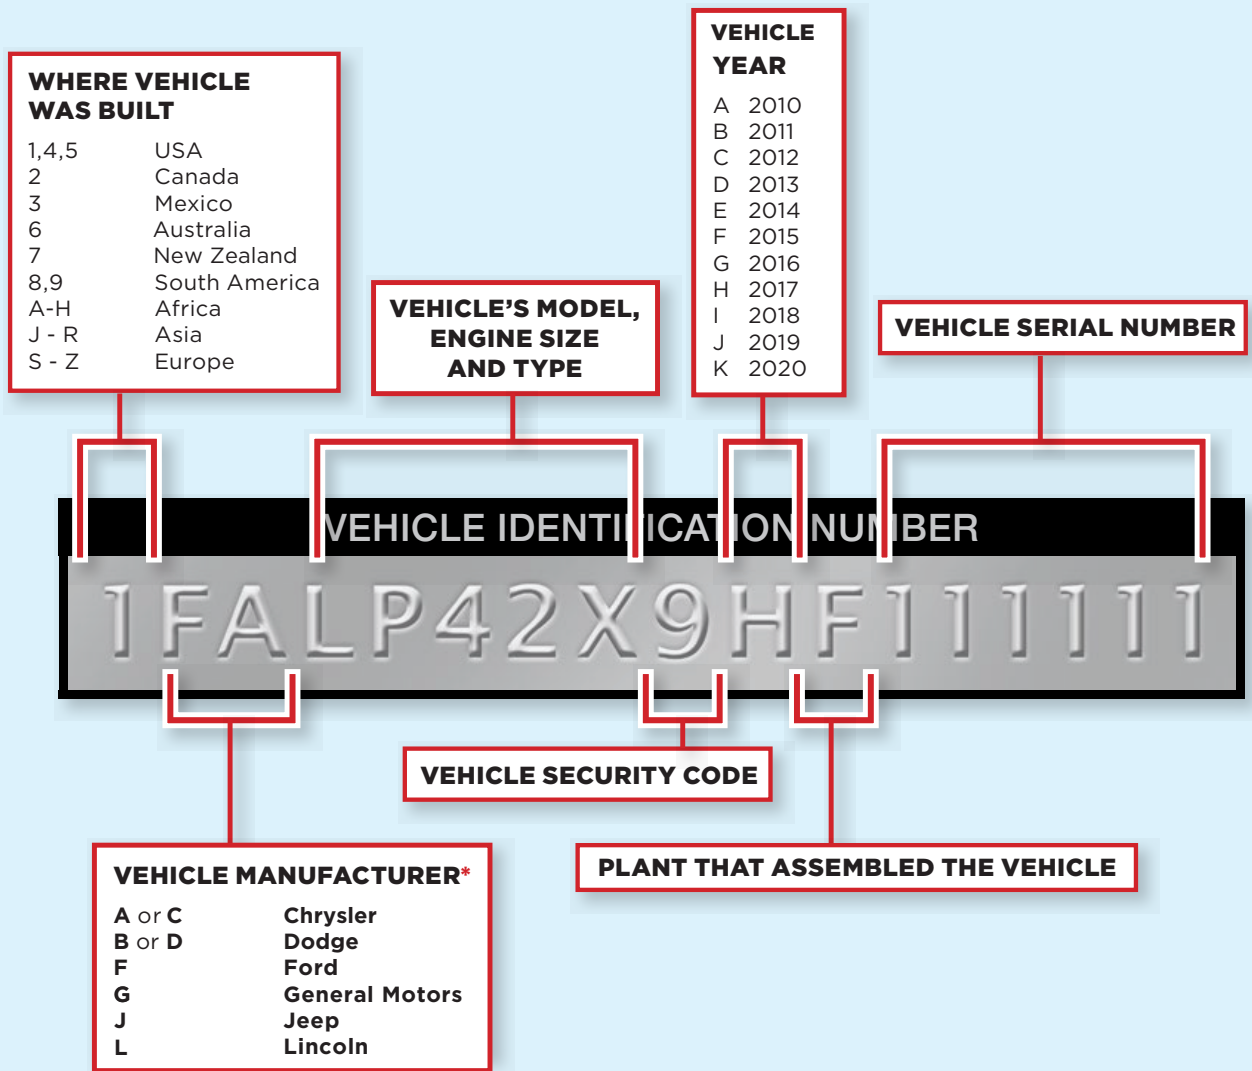 VEHICLE
YEAR
A 2010
B 2011
C 2012
D 2013
E 2014
F 2015
G 2016
H 2017
I 2018
J 2019
K 2020
WHERE VEHICLE
WAS BUILT
1,4,5 USA
2 Canada
3 Mexico
6 Australia
7 New Zealand
8,9 South America
A-H Africa
J - R Asia
S - Z Europe
VEHICLE'S MODEL,
ENGINE SIZE
AND TYPE
VEHICLE SERIAL NUMBER
VEHICLE IDENTIFICATION NUMBER
1FALP42X9HF111111
VEHICLE SECURITY CODE
PLANT THAT ASSEMBLED THE VEHICLE
VEHICLE MANUFACTURER*
A or C Chrysler
B or D Dodge
F Ford
G General Motors
J Jeep
L Lincoln